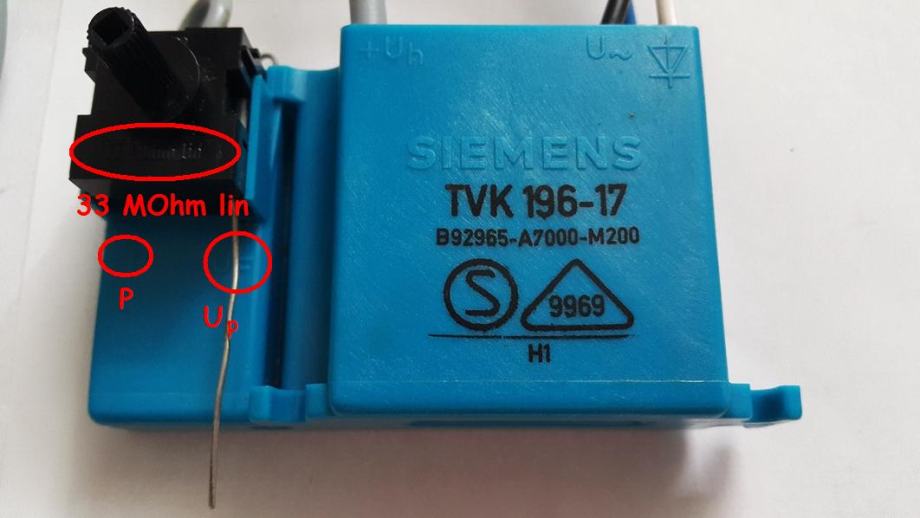 +Uh U~
SIEMENS
TVK 196-17
B92965-A7000-M200
S 9969
H1
33 MOhm lin
P
Up